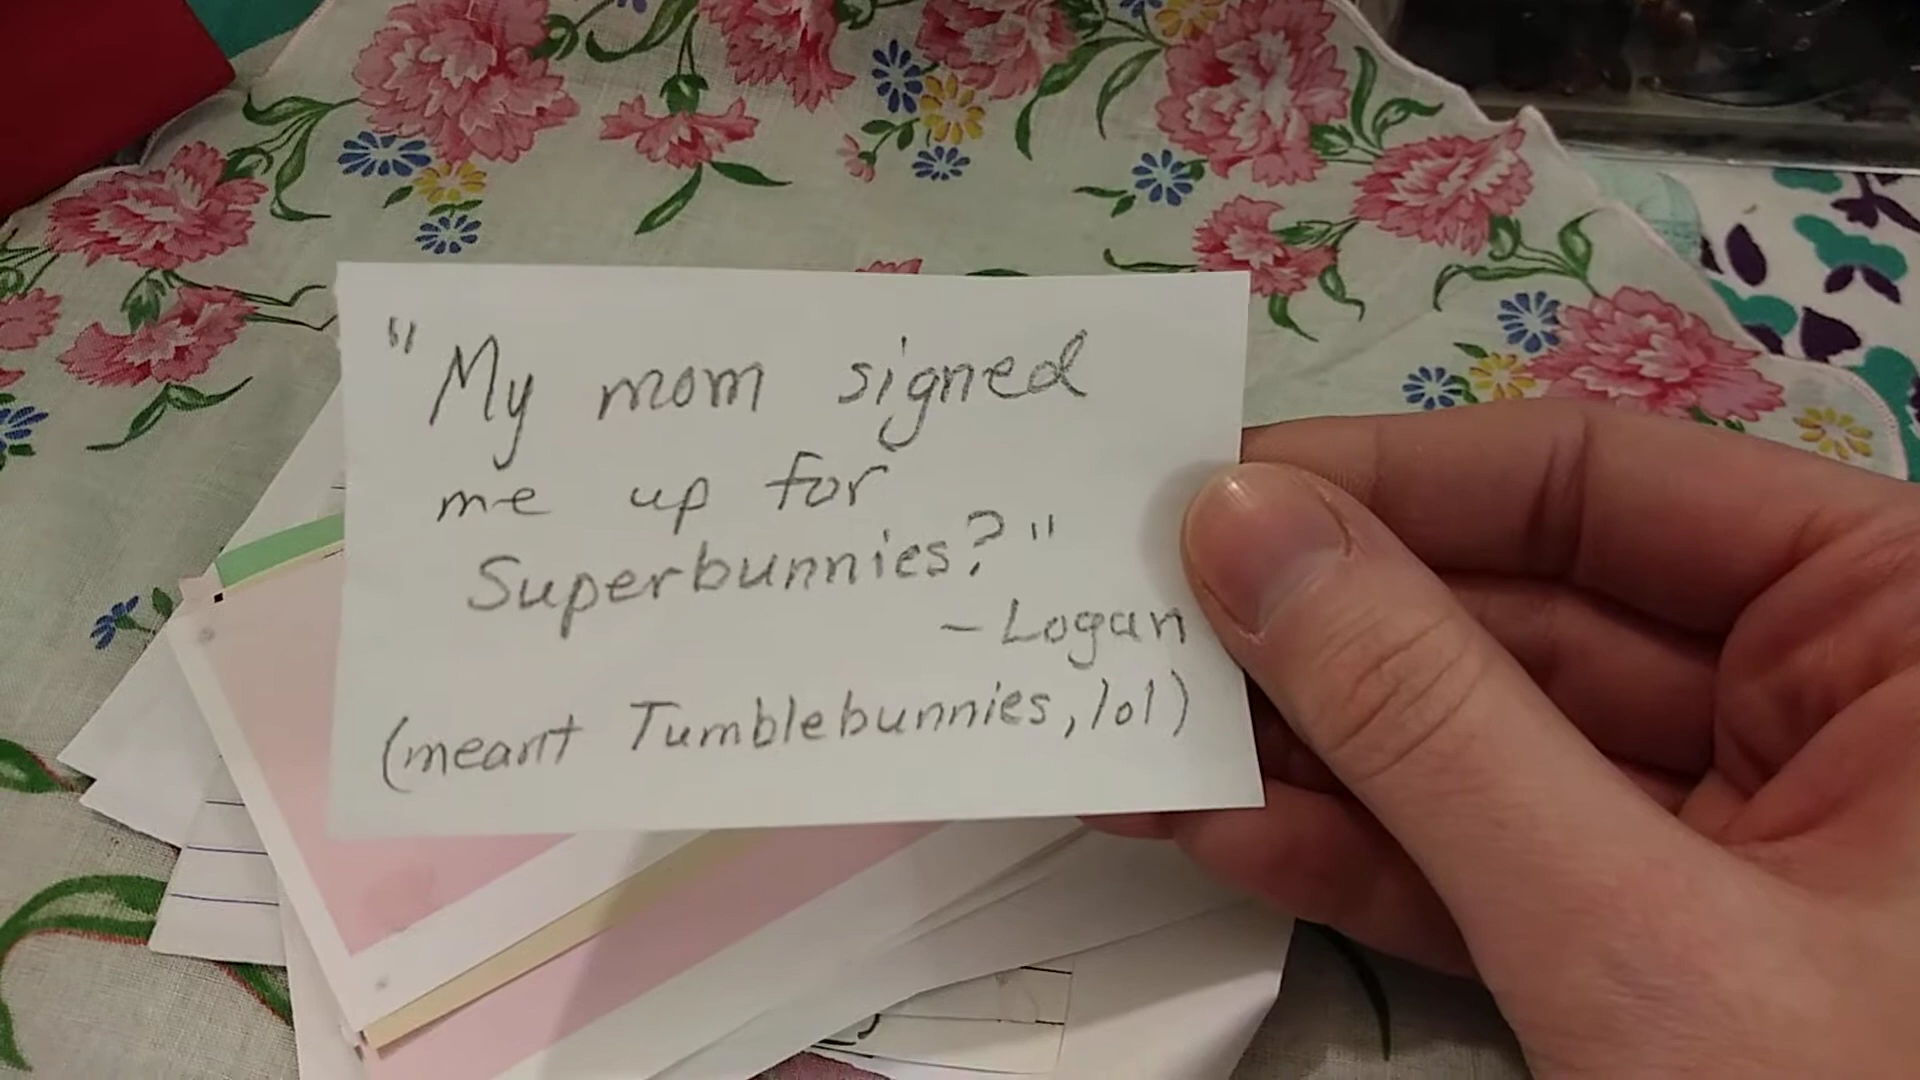 "My mom signed
me up for
Superbunnies?"
-Logan
(meant Tumblebunnies, lol)